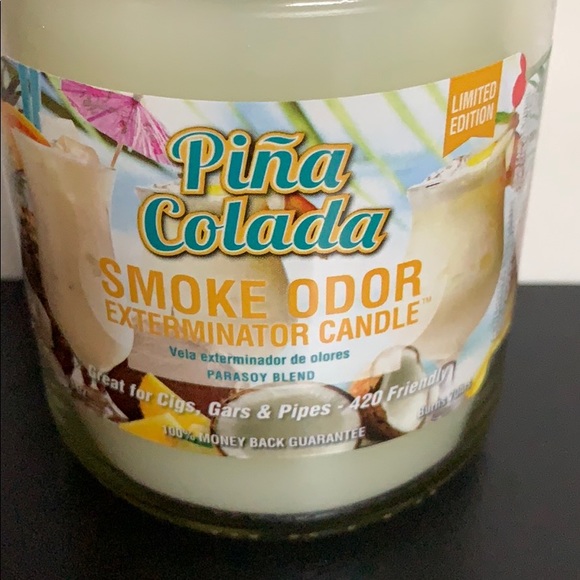 LIMITED
EDITION
Piña
Colada
SMOKE ODOR
EXTERMINATOR CANDLE™
Vela exterminador de olores
PARASOY BLEND
Great for Cigs, Gars & Pipes - 420 Friendly
100% MONEY BACK GUARANTEE
Burns